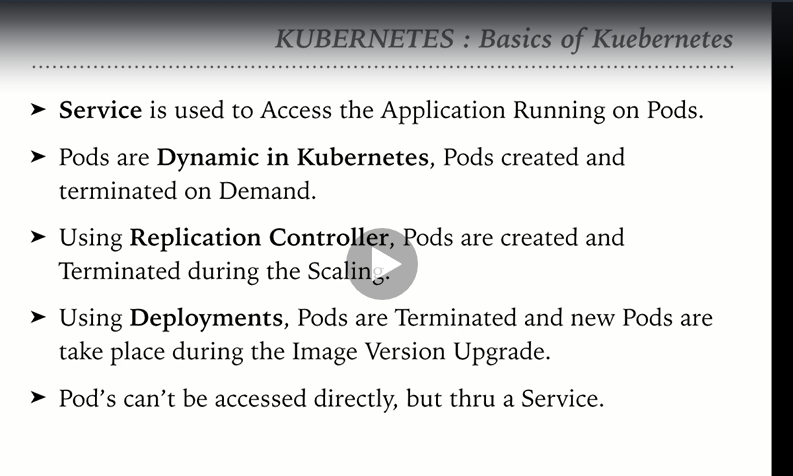 KUBERNETES : Basics of Kuebernetes
➤ Service is used to Access the Application Running on Pods.
➤ Pods are Dynamic in Kubernetes, Pods created and
terminated on Demand.
➤ Using Replication Controller, Pods are created and
Terminated during the Scaling.
➤ Using Deployments, Pods are Terminated and new Pods are
take place during the Image Version Upgrade.
➤ Pod’s can’t be accessed directly, but thru a Service.